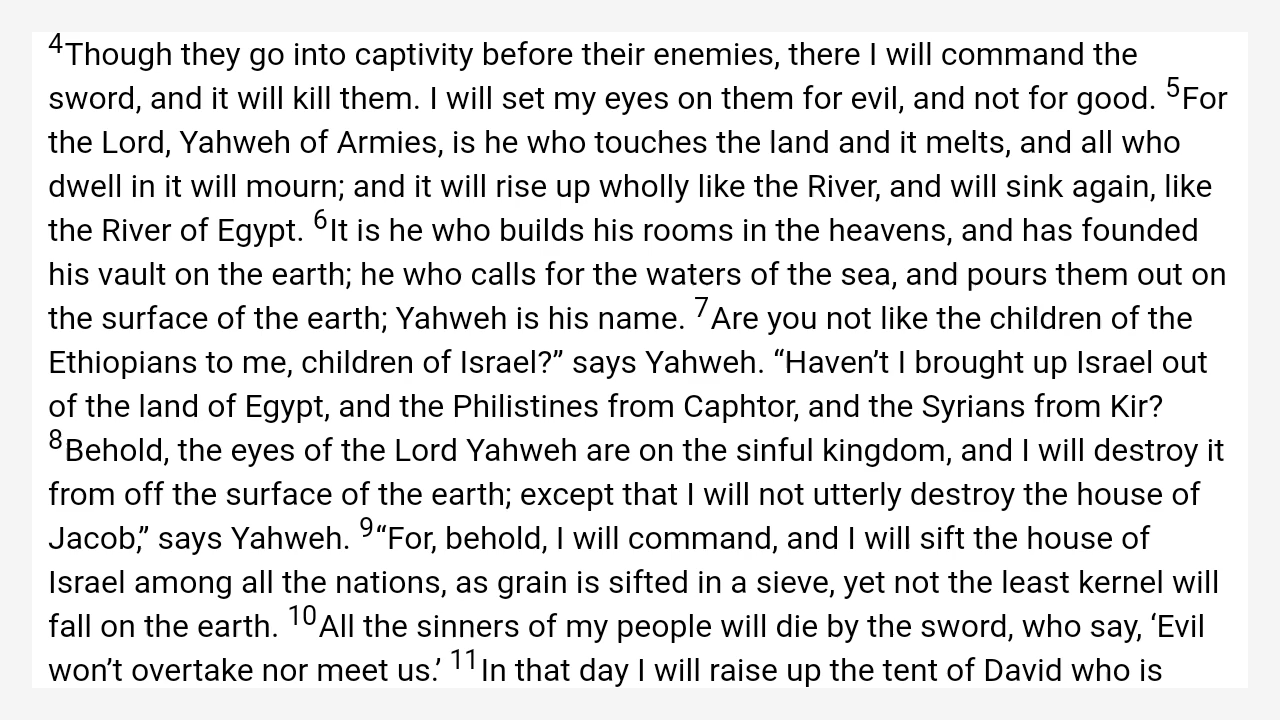 4Though they go into captivity before their enemies, there I will command the
sword, and it will kill them. I will set my eyes on them for evil, and not for good. 5For
the Lord, Yahweh of Armies, is he who touches the land and it melts, and all who
dwell in it will mourn; and it will rise up wholly like the River, and will sink again, like
the River of Egypt. 6It is he who builds his rooms in the heavens, and has founded
his vault on the earth; he who calls for the waters of the sea, and pours them out on
the surface of the earth; Yahweh is his name. 7Are you not like the children of the
Ethiopians to me, children of Israel?” says Yahweh. “Haven’t I brought up Israel out
of the land of Egypt, and the Philistines from Caphtor, and the Syrians from Kir?
8Behold, the eyes of the Lord Yahweh are on the sinful kingdom, and I will destroy it
from off the surface of the earth; except that I will not utterly destroy the house of
Jacob,” says Yahweh. 9“For, behold, I will command, and I will sift the house of
Israel among all the nations, as grain is sifted in a sieve, yet not the least kernel will
fall on the earth. 10All the sinners of my people will die by the sword, who say, ‘Evil
won’t overtake nor meet us.’ 11In that day I will raise up the tent of David who is